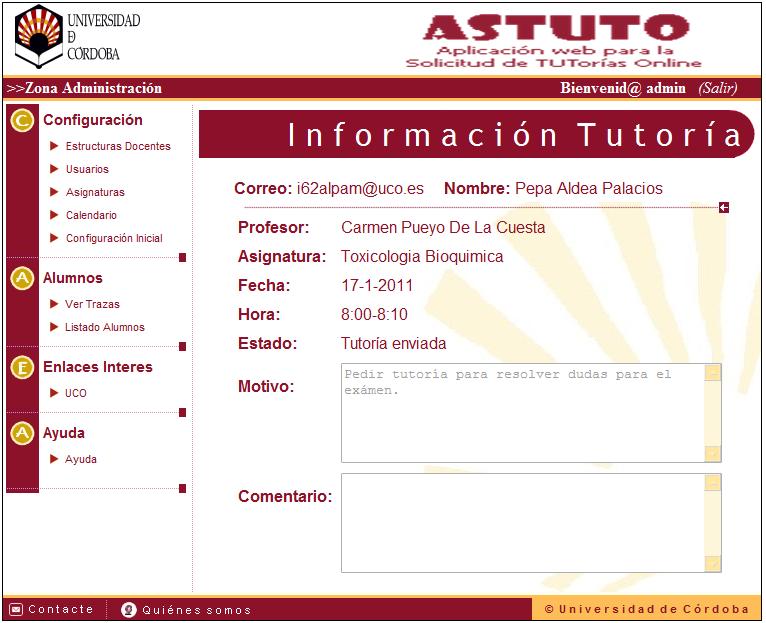 UNIVERSIDAD
Ð
CÓRDOBA
ASTUTO
Aplicación web para la
Solicitud de TUTorías Online
>>Zona Administración
Bienvenid@ admin (Salir)
C Configuración
Estructuras Docentes
Usuarios
Asignaturas
Calendario
Configuración Inicial
A Alumnos
Ver Trazas
Listado Alumnos
E Enlaces Interes
UCO
A Ayuda
Ayuda
Información Tutoría
Correo: i62alpam@uco.es Nombre: Pepa Aldea Palacios
Profesor: Carmen Pueyo De La Cuesta
Asignatura: Toxicologia Bioquimica
Fecha: 17-1-2011
Hora: 8:00-8:10
Estado: Tutoría enviada
Motivo: Pedir tutoría para resolver dudas para el
exámen.
Comentario:
Contacte Quiénes somos
© Universidad de Córdoba